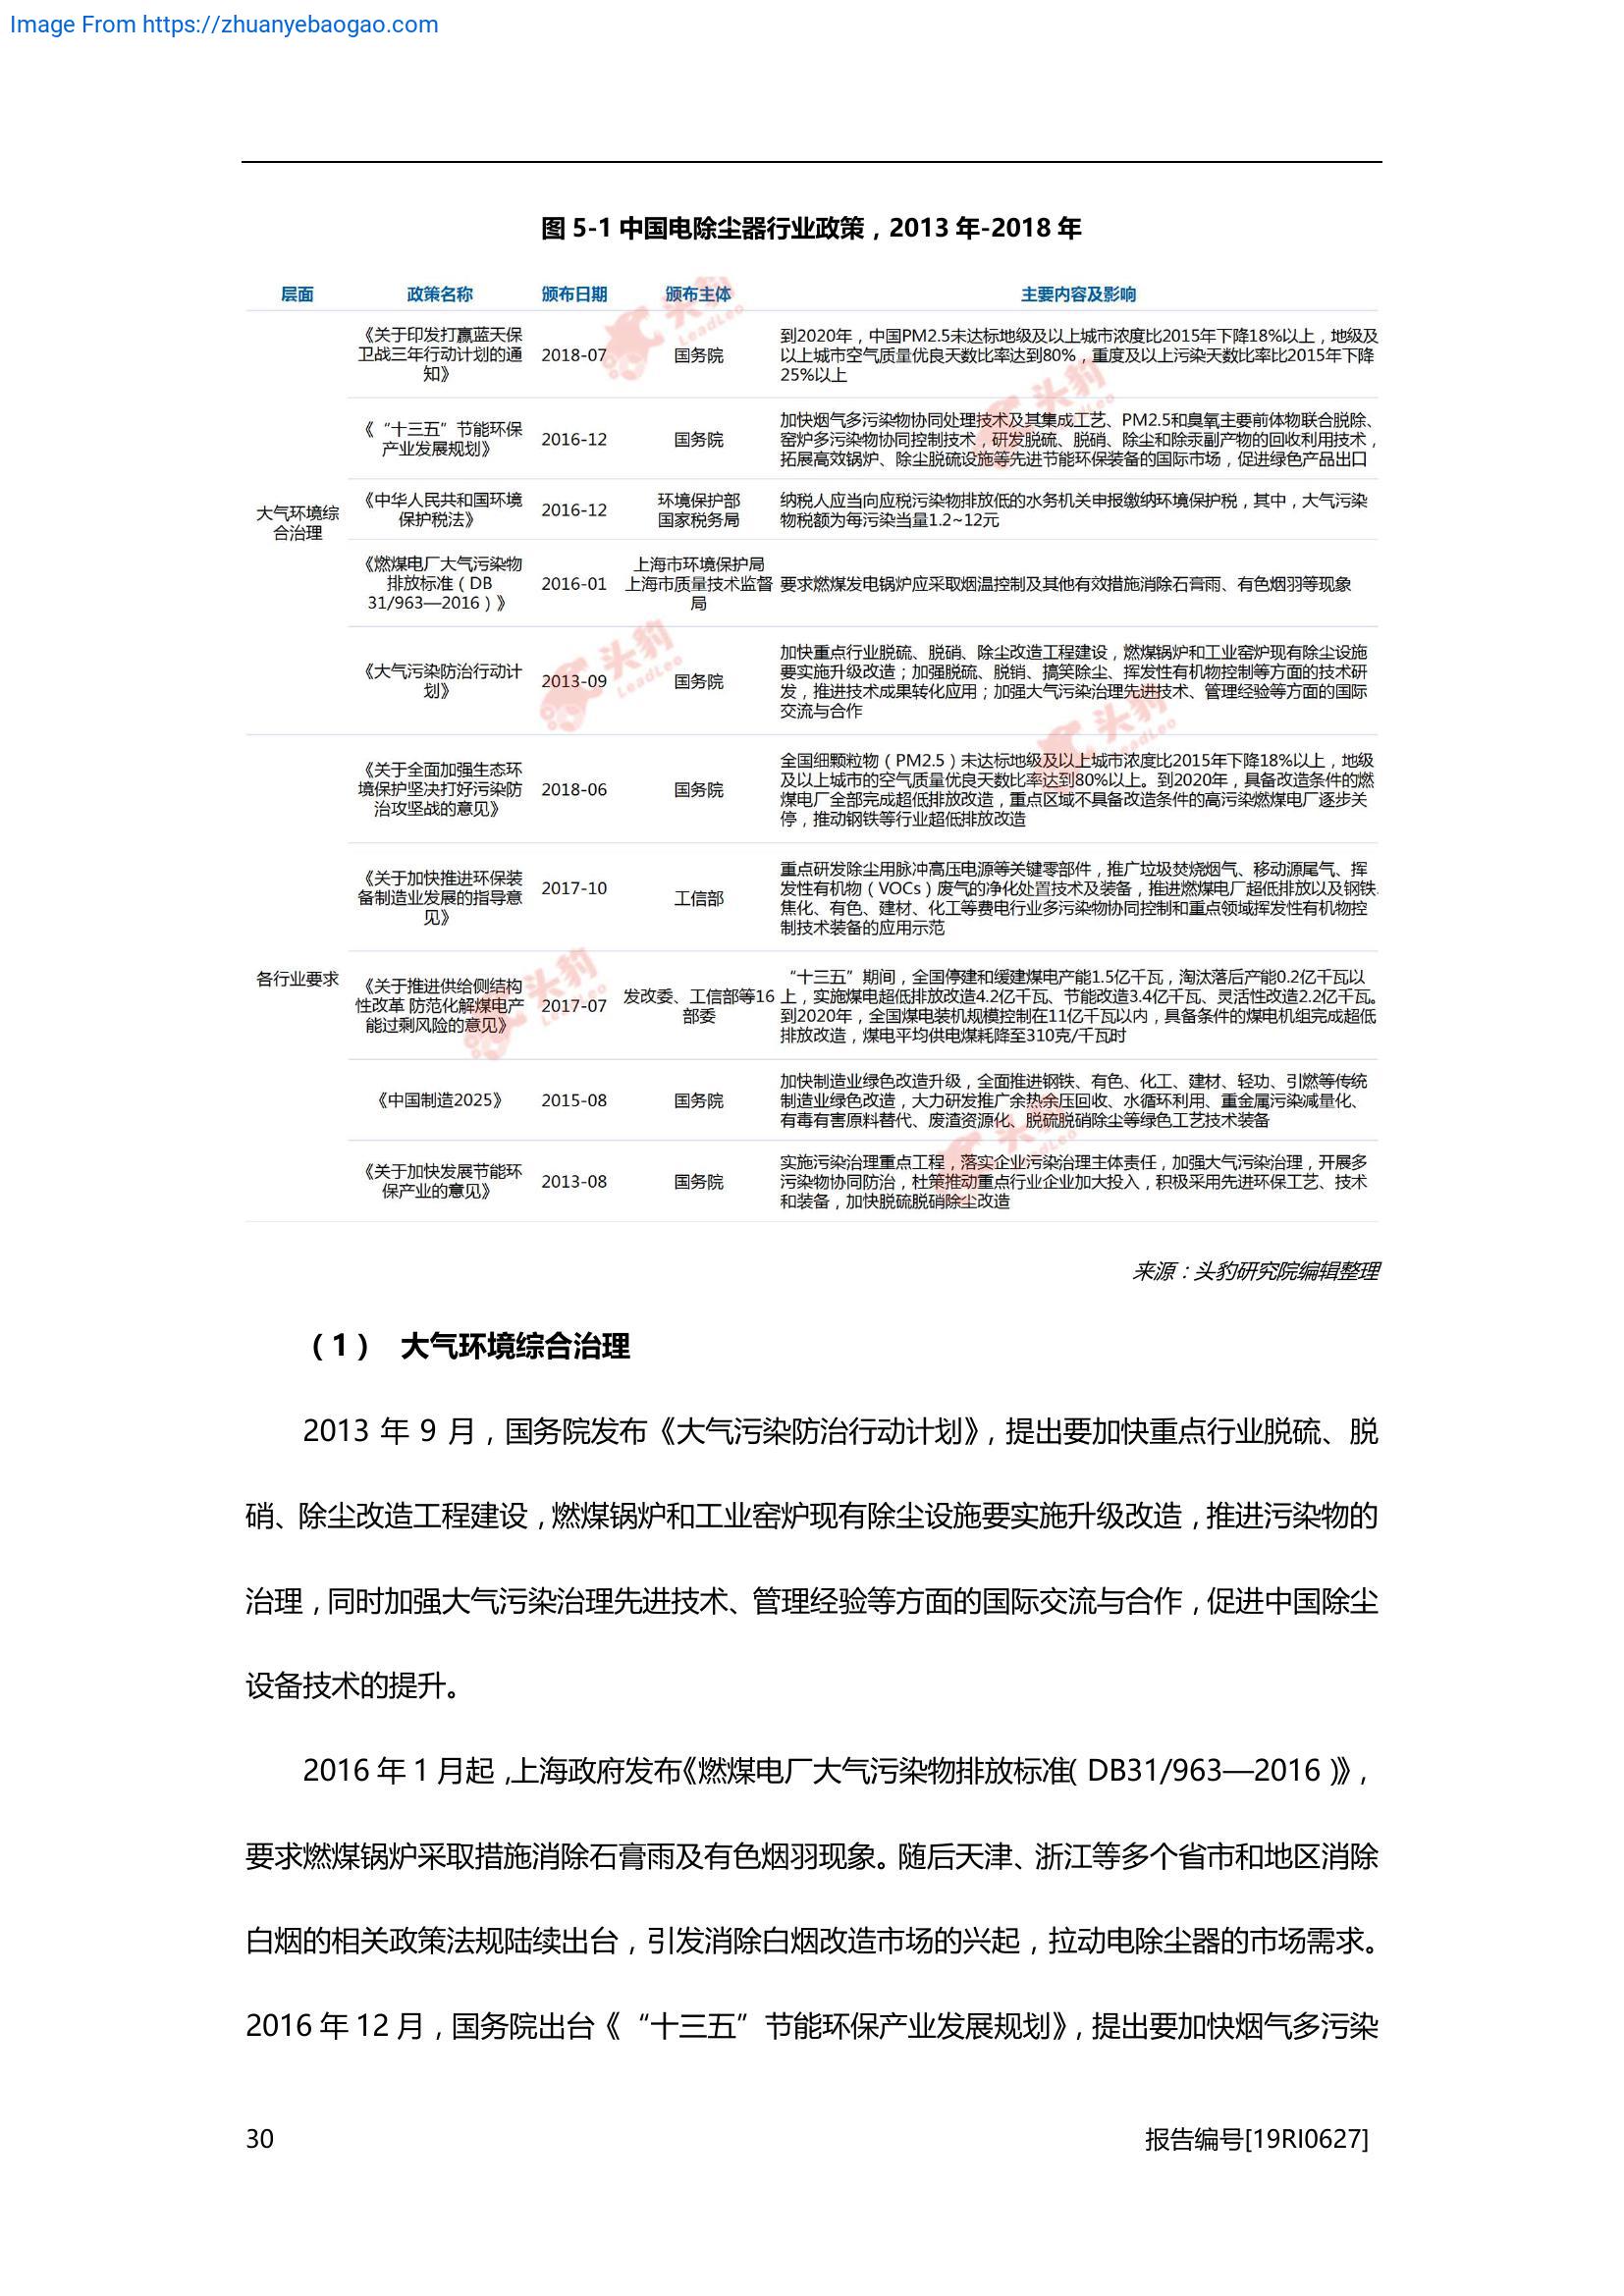 Image From https://zhuanyebaogao.com
图 5-1 中国电除尘器行业政策，2013 年-2018 年
层面 政策名称 颁布日期 颁布主体 主要内容及影响
大气环境综
合治理
《关于印发打赢蓝天保
卫战三年行动计划的通
知》
2018-07
国务院
到2020年，中国PM2.5未达标地级及以上城市浓度比2015年下降18%以上，地级及
以上城市空气质量优良天数比率达到80%，重度及以上污染天数比率比2015年下降
25%以上
《“十三五”节能环保
产业发展规划》
2016-12
国务院
加快烟气多污染物协同处理技术及其集成工艺、PM2.5和臭氧主要前体物联合脱除、
窑炉多污染物协同控制技术，研发脱硫、脱硝、除尘和除汞副产物的回收利用技术，
拓展高效锅炉、除尘脱硫设施等先进节能环保装备的国际市场，促进绿色产品出口
《中华人民共和国环境
保护税法》
2016-12
环境保护部
国家税务局
纳税人应当向应税污染物排放低的水务机关申报缴纳环境保护税，其中，大气污染
物税额为每污染当量1.2~12元
《燃煤电厂大气污染物
排放标准（DB
31/963—2016）》
2016-01
上海市环境保护局
上海市质量技术监督
局
要求燃煤发电锅炉应采取烟温控制及其他有效措施消除石膏雨、有色烟羽等现象
《大气污染防治行动计
划》
2013-09
国务院
加快重点行业脱硫、脱硝、除尘改造工程建设，燃煤锅炉和工业窑炉现有除尘设施
要实施升级改造；加强脱硫、脱销、搞笑除尘、挥发性有机物控制等方面的技术研
发，推进技术成果转化应用；加强大气污染治理先进技术、管理经验等方面的国际
交流与合作
各行业要求
《关于全面加强生态环
境保护坚决打好污染防
治攻坚战的意见》
2018-06
国务院
全国细颗粒物（PM2.5）未达标地级及以上城市浓度比2015年下降18%以上，地级
及以上城市的空气质量优良天数比率达到80%以上。到2020年，具备改造条件的燃
煤电厂全部完成超低排放改造，重点区域不具备改造条件的高污染燃煤电厂逐步关
停，推动钢铁等行业超低排放改造
《关于加快推进环保装
备制造业发展的指导意
见》
2017-10
工信部
重点研发除尘用脉冲高压电源等关键零部件，推广垃圾焚烧烟气、移动源尾气、挥
发性有机物（VOCs）废气的净化处置技术及装备，推进燃煤电厂超低排放以及钢铁、
焦化、有色、建材、化工等费电行业多污染物协同控制和重点领域挥发性有机物控
制技术装备的应用示范
《关于推进供给侧结构
性改革 防范化解煤电产
能过剩风险的意见》
2017-07
发改委、工信部等16
部委
“十三五”期间，全国停建和缓建煤电产能1.5亿千瓦，淘汰落后产能0.2亿千瓦以
上，实施煤电超低排放改造4.2亿千瓦、节能改造3.4亿千瓦、灵活性改造2.2亿千瓦。
到2020年，全国煤电装机规模控制在11亿千瓦以内，具备条件的煤电机组完成超低
排放改造，煤电平均供电煤耗降至310克/千瓦时
《中国制造2025》
2015-08
国务院
加快制造业绿色改造升级，全面推进钢铁、有色、化工、建材、轻功、引燃等传统
制造业绿色改造，大力研发推广余热余压回收、水循环利用、重金属污染减量化、
有毒有害原料替代、废渣资源化、脱硫脱硝除尘等绿色工艺技术装备
《关于加快发展节能环
保产业的意见》
2013-08
国务院
实施污染治理重点工程，落实企业污染治理主体责任，加强大气污染治理，开展多
污染物协同防治，杜策推动重点行业企业加大投入，积极采用先进环保工艺、技术
和装备，加快脱硫脱硝除尘改造
来源：头豹研究院编辑整理
（1） 大气环境综合治理
2013 年 9 月，国务院发布《大气污染防治行动计划》，提出要加快重点行业脱硫、脱
硝、除尘改造工程建设，燃煤锅炉和工业窑炉现有除尘设施要实施升级改造，推进污染物的
治理，同时加强大气污染治理先进技术、管理经验等方面的国际交流与合作，促进中国除尘
设备技术的提升。
2016 年 1 月起，上海政府发布《燃煤电厂大气污染物排放标准（DB31/963—2016）》，
要求燃煤锅炉采取措施消除石膏雨及有色烟羽现象。随后天津、浙江等多个省市和地区消除
白烟的相关政策法规陆续出台，引发消除白烟改造市场的兴起，拉动电除尘器的市场需求。
2016 年 12 月，国务院出台《“十三五”节能环保产业发展规划》，提出要加快烟气多污染
30 报告编号[19RI0627]
头豹
LeadLeo
头豹
LeadLeo
头豹
LeadLeo
头豹
LeadLeo
头豹
LeadLeo
头豹
LeadLeo